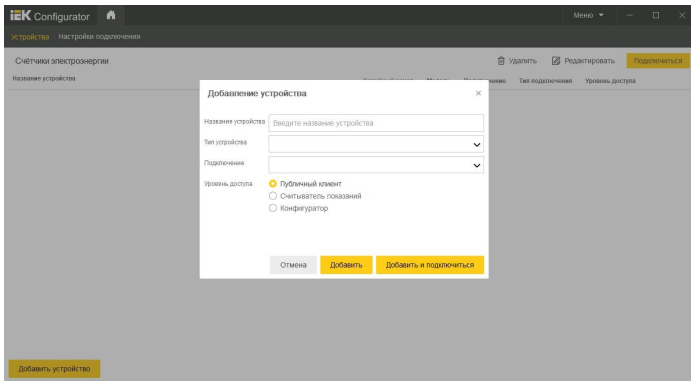 iEK Configurator
Меню
Устройства Настройки подключения
Счётчики электроэнергии
Удалить Редактировать Подключиться
Название устройства
Тип подключения Уровень доступа
Добавление устройства
Название устройства Введите название устройства
Тип устройства
Подключение
Уровень доступа Публичный клиент
Считыватель показаний
Конфигуратор
Отмена Добавить Добавить и подключиться
Добавить устройство